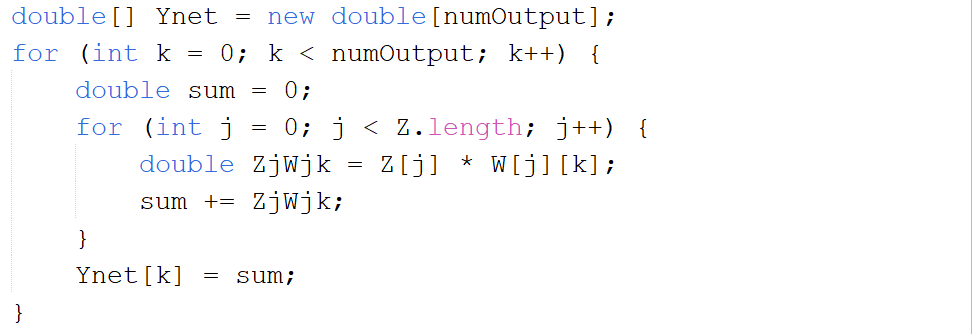 double[] Ynet = new double[numOutput];
for (int k = 0; k < numOutput; k++) {
    double sum = 0;
    for (int j = 0; j < Z.length; j++) {
        double ZjWjk = Z[j] * W[j][k];
        sum += ZjWjk;
    }
    Ynet[k] = sum;
}